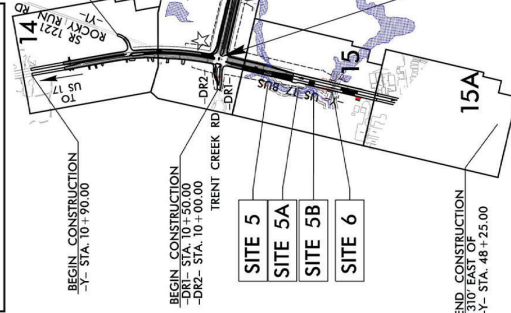 SR 1221
ROCKY RUN
RD
-Y-
14
TO
US 17
-DR2-
-DR1-
US 17 BUS
-Y-
15
15A
BEGIN CONSTRUCTION
-Y- STA. 10+90.00
BEGIN CONSTRUCTION
-DR1- STA. 10+50.00
-DR2- STA. 10+00.00
TRENT CREEK RD
SITE 5
SITE 5A
SITE 5B
SITE 6
END CONSTRUCTION
310' EAST OF
-Y- STA. 48+25.00